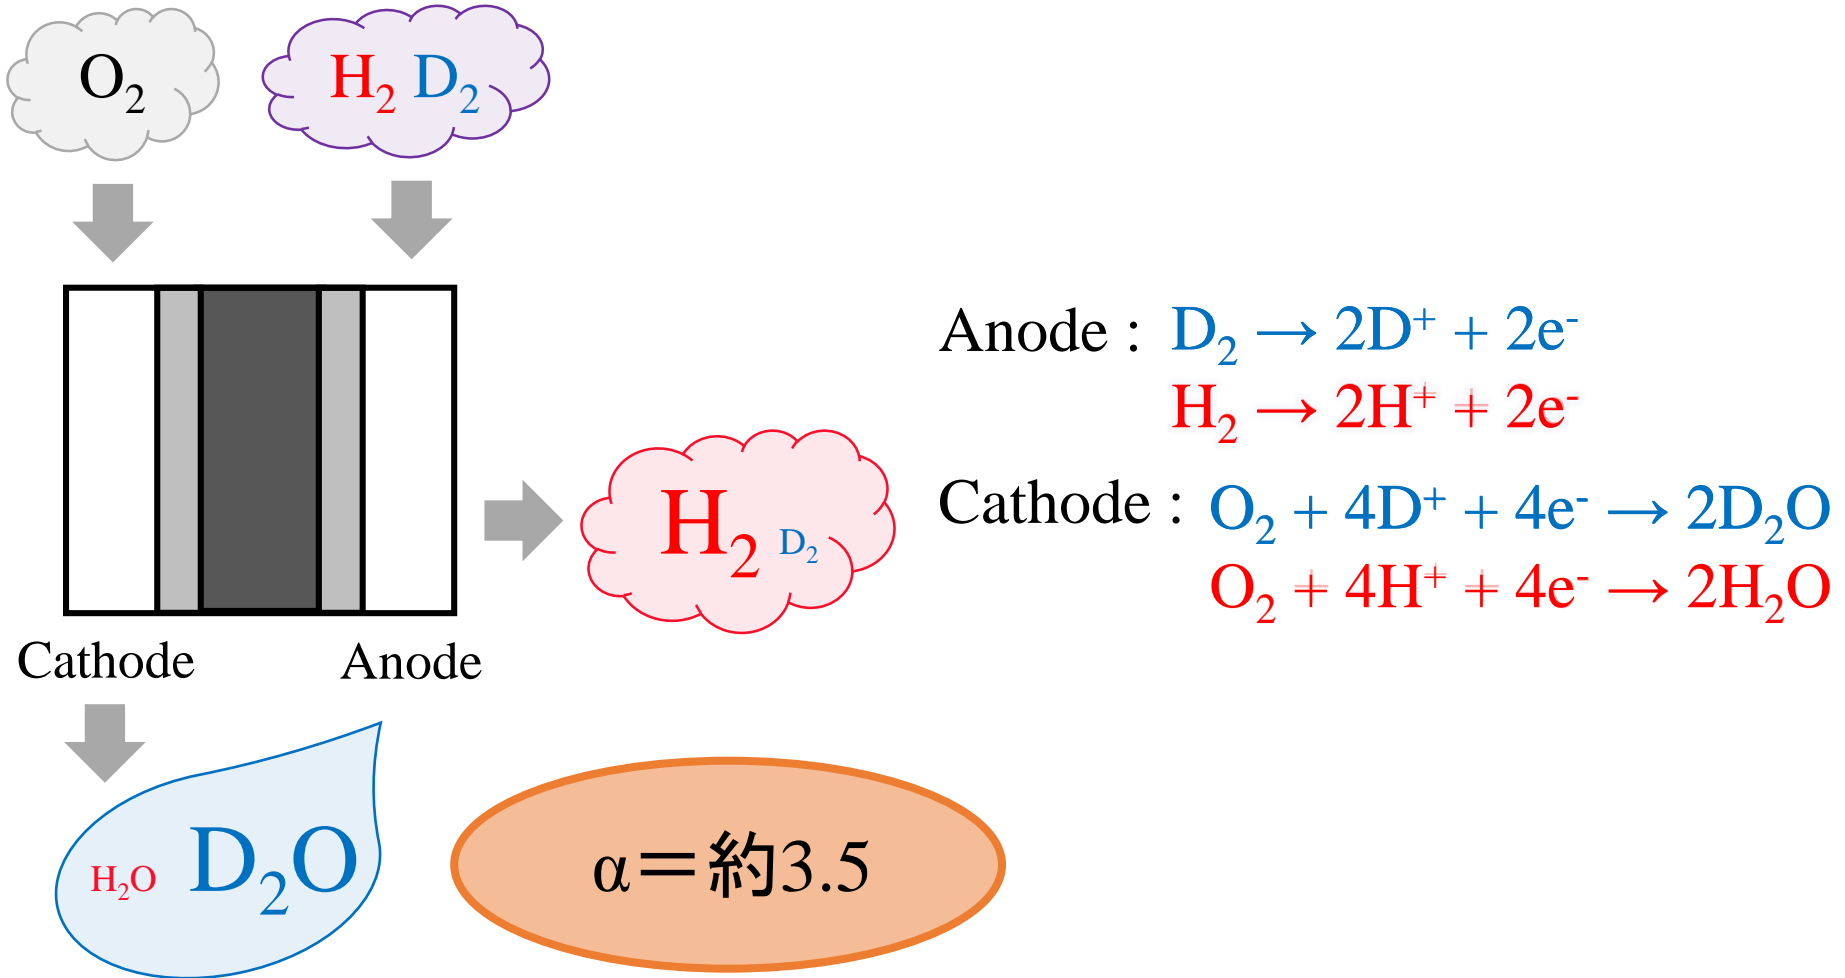 O₂
H₂ D₂
Anode : D₂ → 2D⁺ + 2e⁻
H₂ → 2H⁺ + 2e⁻
H₂ D₂
Cathode : O₂ + 4D⁺ + 4e⁻ → 2D₂O
O₂ + 4H⁺ + 4e⁻ → 2H₂O
Cathode
Anode
H₂O D₂O
α＝約3.5